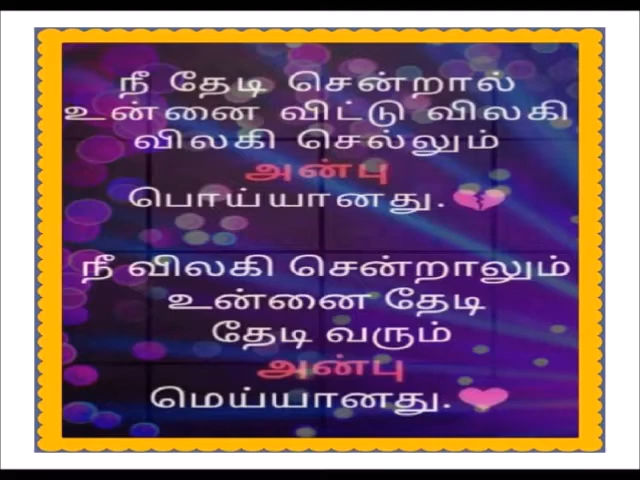 நீ தேடி சென்றால்
உன்னை விட்டு விலகி
விலகி செல்லும்
அன்பு
பொய்யானது. 💔
நீ விலகி சென்றாலும்
உன்னை தேடி
தேடி வரும்
அன்பு
மெய்யானது. 🩷